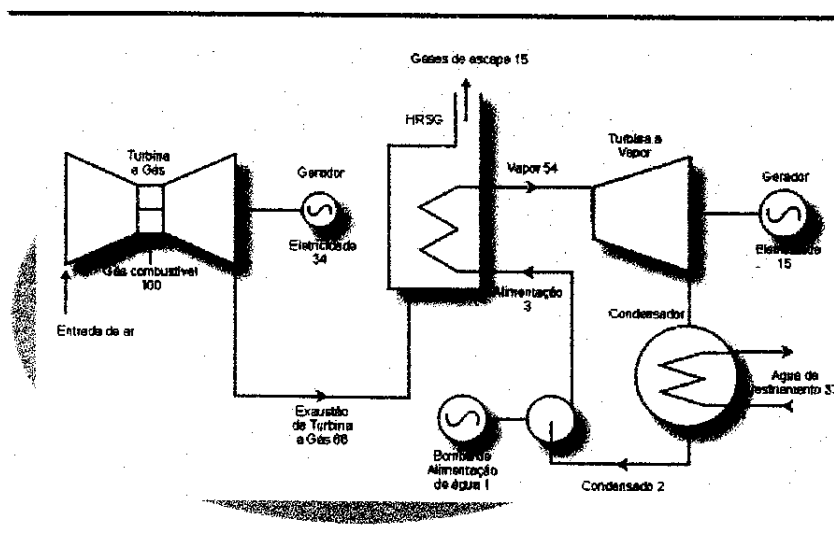 Gases de escape 15
HRSG
Turbina
a Gás
Gerador
Eletricidade
34
Gás combustível
100
Entrada de ar
Vapor 54
Turbina a
Vapor
Gerador
Eletricidade
15
Alimentação
3
Condensador
Água de
Exaustão
de Turbina
a Gás 66
Bomba de
Alimentação
de água 1
Condensado 2